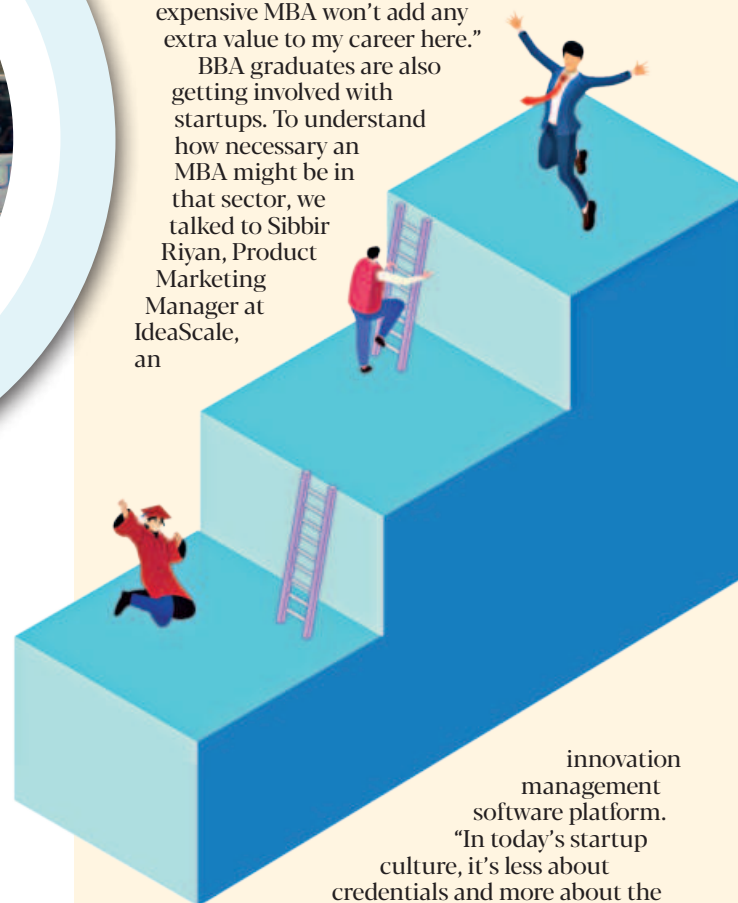 expensive MBA won't add any
extra value to my career here."
BBA graduates are also
getting involved with
startups. To understand
how necessary an
MBA might be in
that sector, we
talked to Sibbir
Riyan, Product
Marketing
Manager at
IdeaScale,
an
innovation
management
software platform.
"In today's startup
culture, it's less about
credentials and more about the